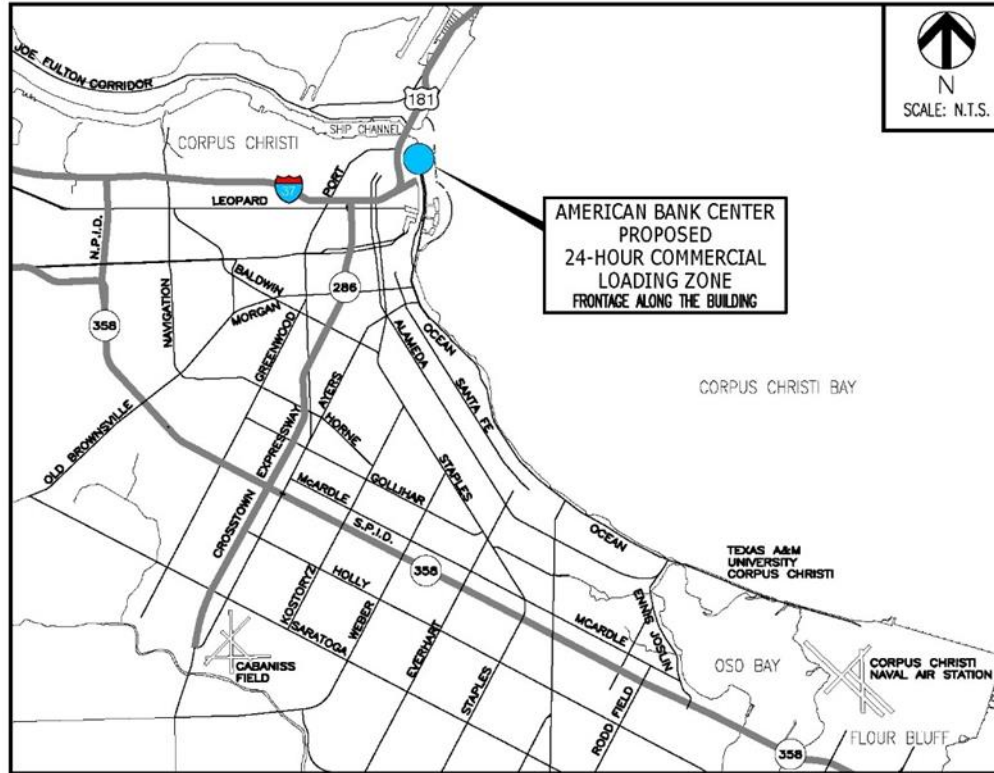 JOE FULTON CORRIDOR
181
N
SCALE: N.T.S.
SHIP CHANNEL
CORPUS CHRISTI
PORT
37
LEOPARD
N.P.I.D.
AMERICAN BANK CENTER
PROPOSED
24-HOUR COMMERCIAL
LOADING ZONE
FRONTAGE ALONG THE BUILDING
BALDWIN
286
NAVIGATION
MORGAN
358
GREENWOOD
ALAMEDA
OCEAN
AYERS
SANTA FE
CORPUS CHRISTI BAY
OLD BROWNSVILLE
CROSSTOWN EXPRESSWAY
HORNE
STAPLES
GOLLIHAR
McARDLE
S.P.I.D.
OCEAN
TEXAS A&M
UNIVERSITY
CORPUS CHRISTI
358
HOLLY
KOSTORYZ
WEBER
SARATOGA
ENNIS JOSLIN
MCARDLE
EVERHART
CABANISS
FIELD
OSO BAY
CORPUS CHRISTI
NAVAL AIR STATION
STAPLES
RODD FIELD
FLOUR BLUFF
358